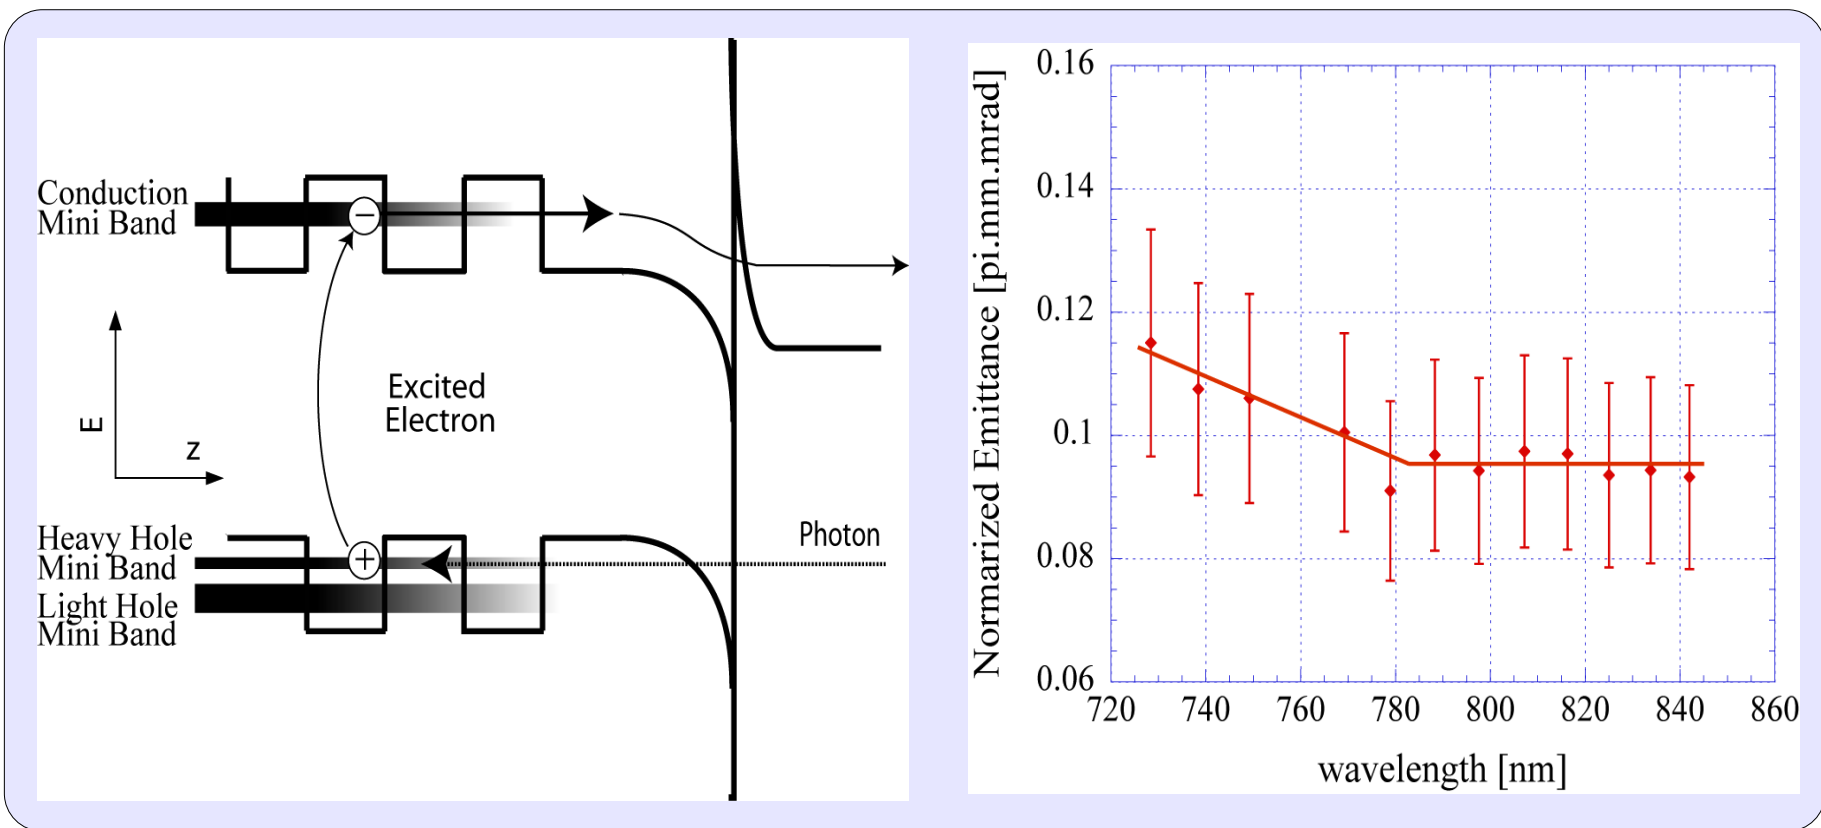 Conduction
Mini Band
E
z
Excited
Electron
Heavy Hole
Mini Band
Light Hole
Mini Band
Photon
−
+
Normarized Emittance [pi.mm.mrad]
0.16
0.14
0.12
0.1
0.08
0.06
720 740 760 780 800 820 840 860
wavelength [nm]